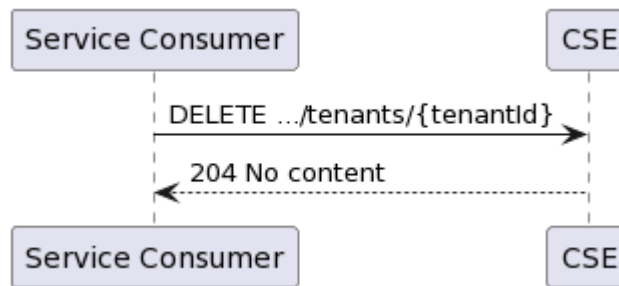 Service Consumer
CSE
DELETE .../tenants/{tenantId}
204 No content
Service Consumer
CSE